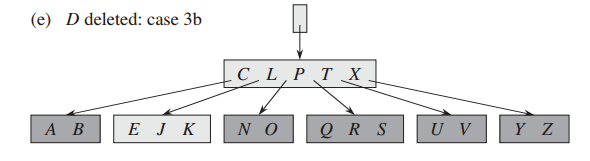 (e) D deleted: case 3b
C L P T X
A B E J K N O Q R S U V Y Z